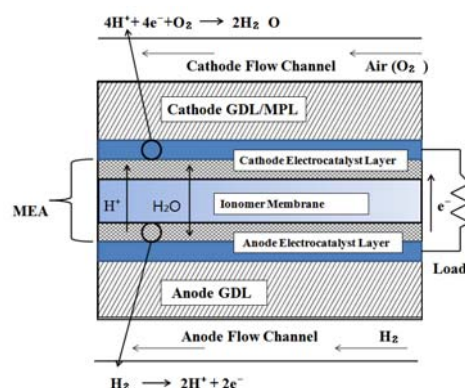 4H⁺+ 4e⁻+O₂ ⟶ 2H₂ O
Cathode Flow Channel Air (O₂ )
Cathode GDL/MPL
Cathode Electrocatalyst Layer
MEA H⁺ H₂O Ionomer Membrane e⁻
Anode Electrocatalyst Layer
Load
Anode GDL
Anode Flow Channel H₂
H₂ ⟶ 2H⁺ + 2e⁻